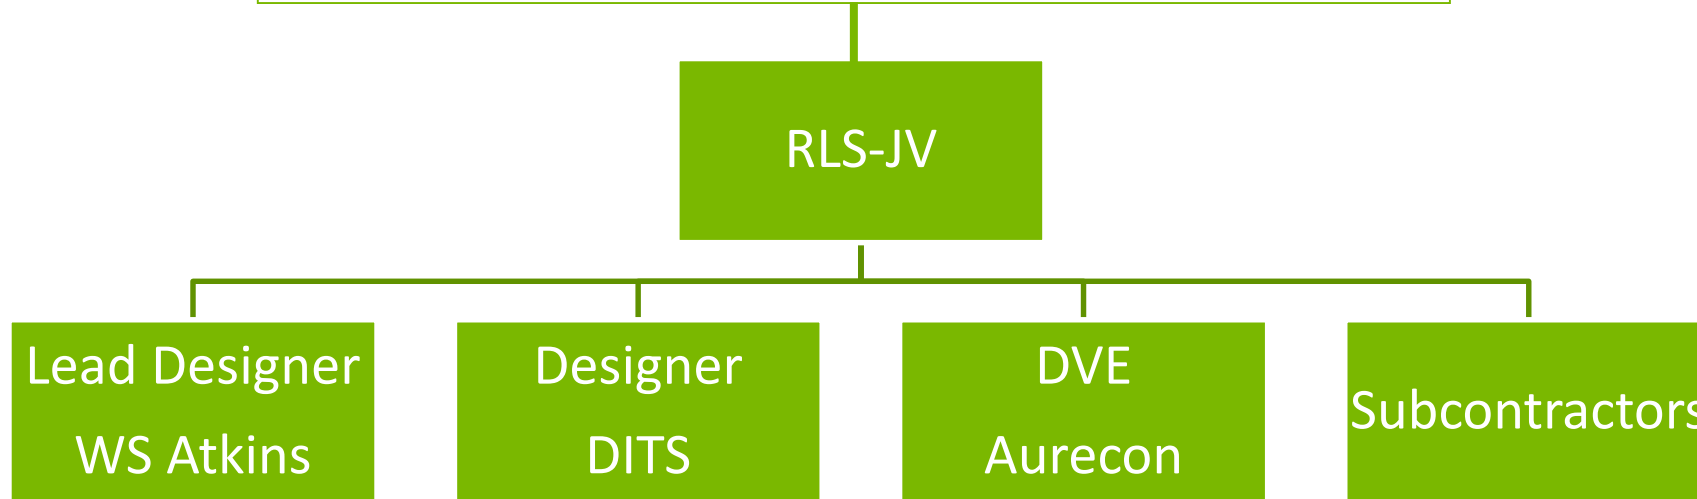 RLS-JV
Lead Designer
WS Atkins
Designer
DITS
DVE
Aurecon
Subcontractors